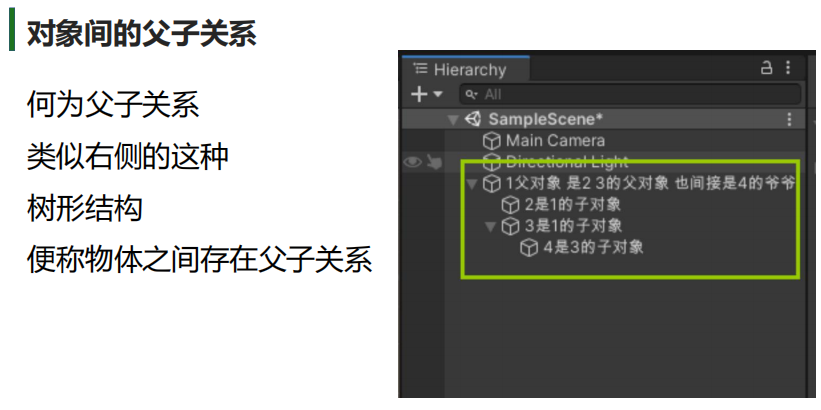 对象间的父子关系
何为父子关系
类似右侧的这种
树形结构
便称物体之间存在父子关系
Hierarchy
All
SampleScene*
Main Camera
Directional Light
1父对象 是2 3的父对象 也间接是4的爷爷
2是1的子对象
3是1的子对象
4是3的子对象